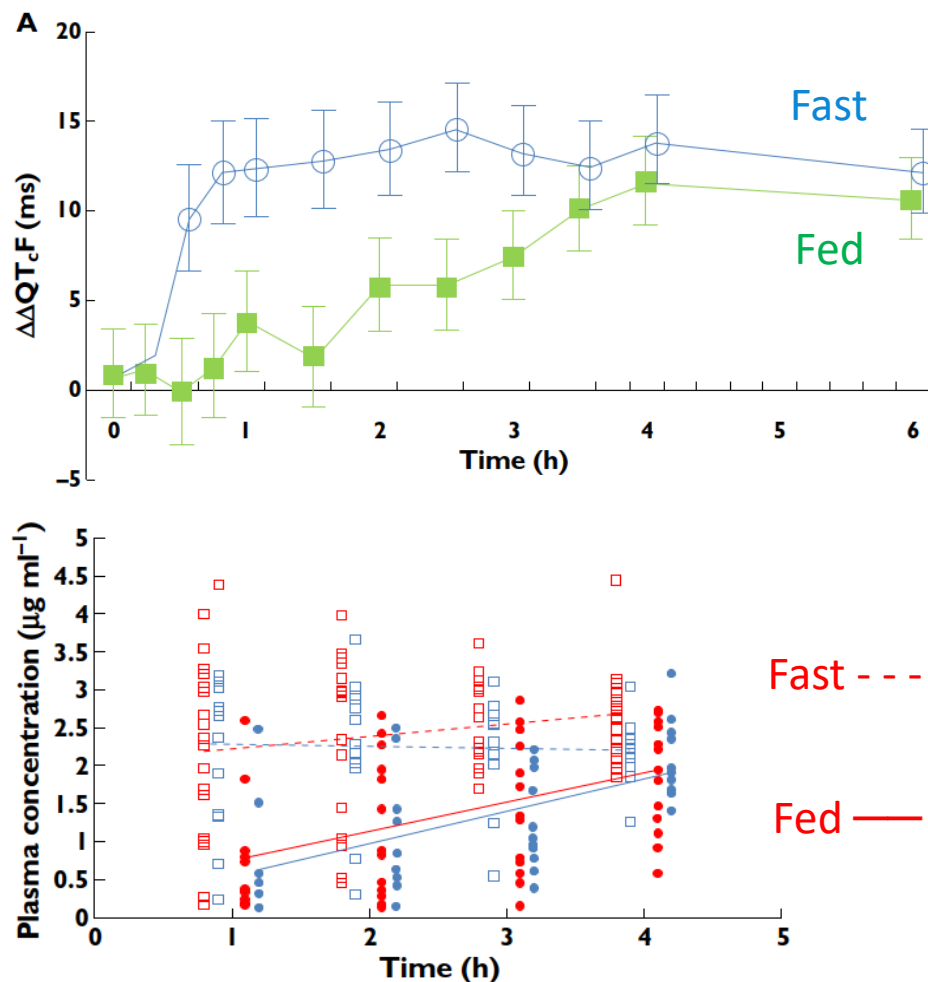 A
20
15
10
5
0
−5
ΔΔQTcF (ms)
Fast
Fed
0 1 2 3 4 5 6
Time (h)
5
4.5
4
3.5
3
2.5
2
1.5
1
0.5
0
Plasma concentration (µg ml⁻¹)
Fast
Fed
0 1 2 3 4 5
Time (h)